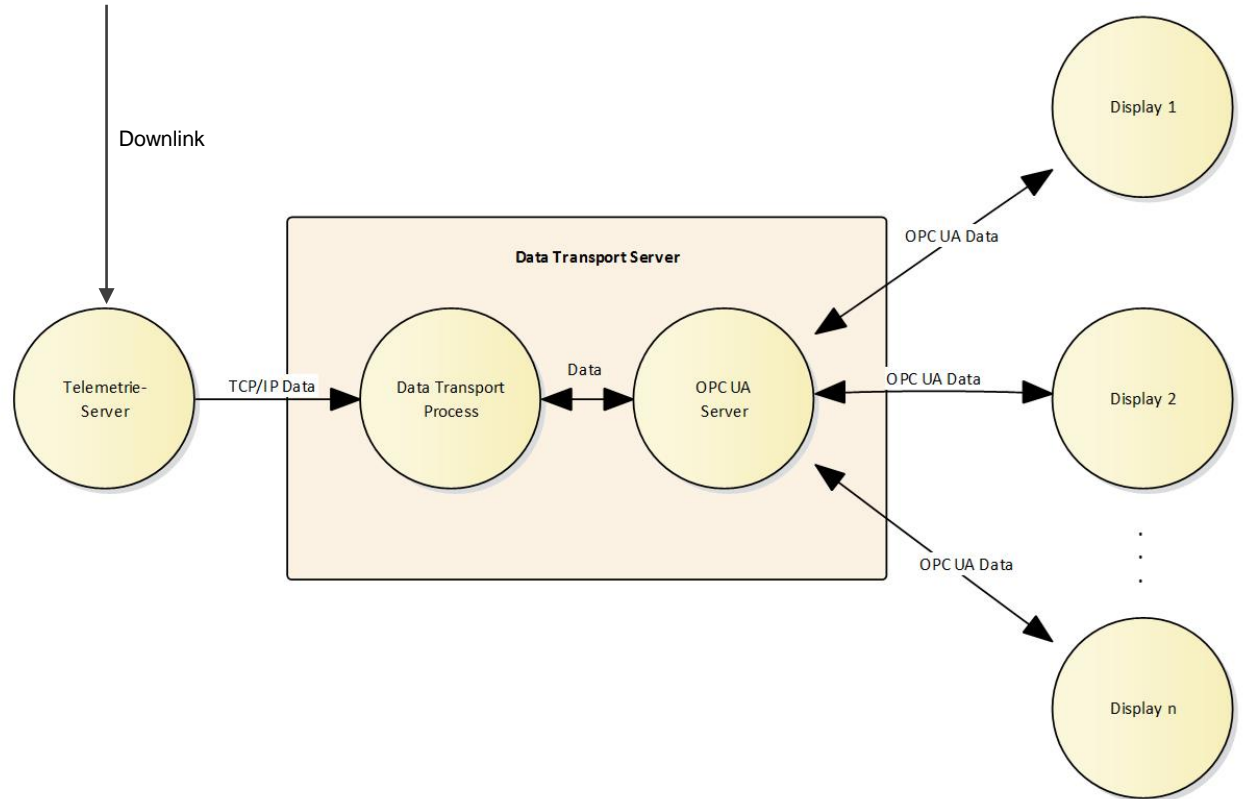 Downlink
Display 1
OPC UA Data
Data Transport Server
Telemetrie-
Server
TCP/IP Data
Data Transport
Process
Data
OPC UA
Server
OPC UA Data
Display 2
OPC UA Data
.
.
.
Display n